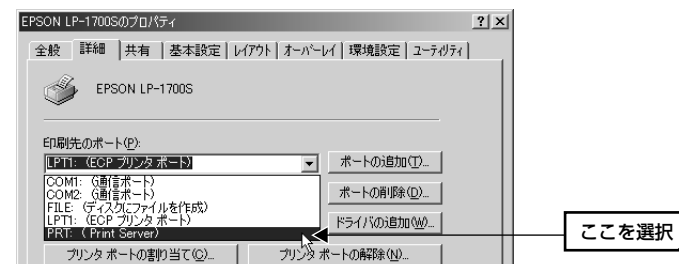 EPSON LP-1700Sのプロパティ
全般 詳細 共有 基本設定 レイアウト オーバーレイ 環境設定 ユーティリティ
EPSON LP-1700S
印刷先のポート(P):
LPT1: (ECP プリンタ ポート)
ポートの追加(T)...
COM1: (通信ポート)
COM2: (通信ポート)
ポートの削除(D)...
FILE: (ディスクにファイルを作成)
LPT1: (ECP プリンタ ポート)
ドライバの追加(W)...
PRT: ( Print Server)
ここを選択
プリンタ ポートの割り当て(C)...
プリンタ ポートの解除(N)...